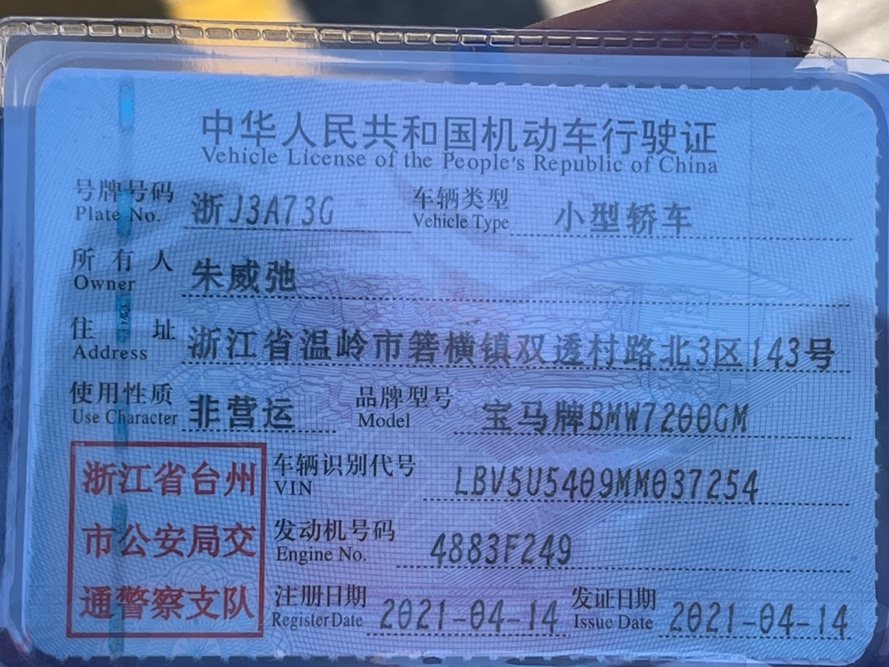 中华人民共和国机动车行驶证
Vehicle License of the People's Republic of China
号牌号码 浙J3A73G 车辆类型 小型轿车
Plate No. Vehicle Type
所有人 朱威弛
Owner
住址 浙江省温岭市箬横镇双透村路北3区143号
Address
使用性质 非营运 品牌型号 宝马牌BMW7200GM
Use Character Model
浙江省台州 车辆识别代号 LBV5U5409MM037254
VIN
市公安局交 发动机号码 4883F249
Engine No.
通警察支队 注册日期 2021-04-14 发证日期 2021-04-14
Register Date Issue Date